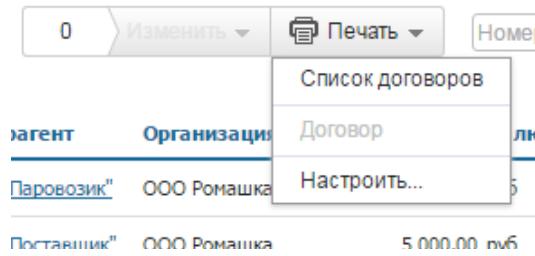 0 Изменить Печать Номер
Список договоров
рагент Организация Договор
Паровозик" ООО Ромашка Настроить...
Поставщик" ООО Ромашка 5 000,00 руб